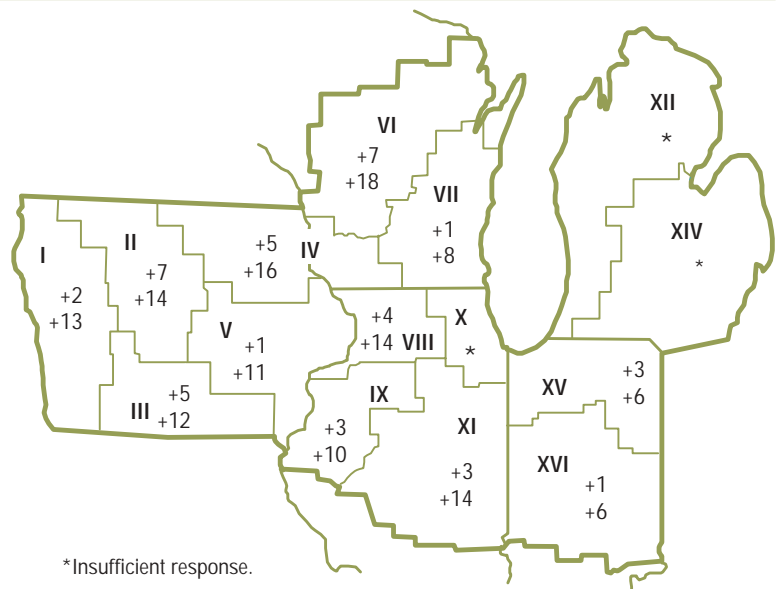 XII
*
VI
+7
+18
VII
+1
+8
XIV
*
I
+2
+13
II
+7
+14
+5
+16
IV
V
+1
+11
III
+5
+12
+4
+14
VIII
X
*
IX
+3
+10
XI
+3
+14
XV
+3
+6
XVI
+1
+6
*Insufficient response.